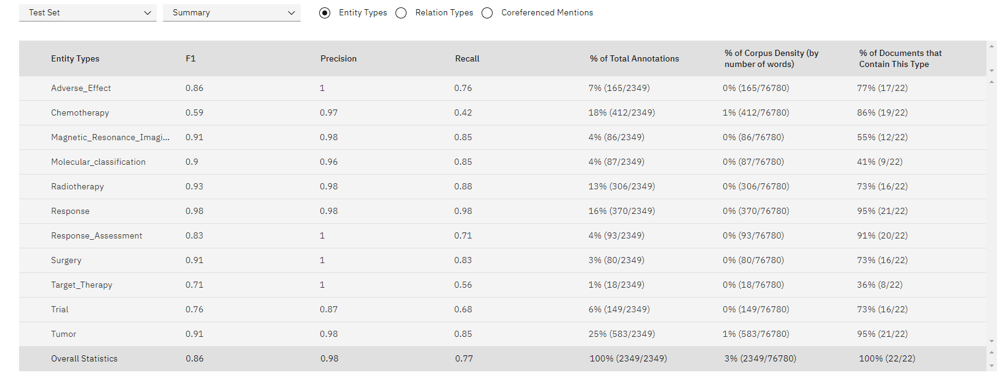 Test Set Summary Entity Types Relation Types Coreferenced Mentions
Entity Types F1 Precision Recall % of Total Annotations % of Corpus Density (by number of words) % of Documents that Contain This Type
Adverse_Effect 0.86 1 0.76 7% (165/2349) 0% (165/76780) 77% (17/22)
Chemotherapy 0.59 0.97 0.42 18% (412/2349) 1% (412/76780) 86% (19/22)
Magnetic_Resonance_Imagi... 0.91 0.98 0.85 4% (86/2349) 0% (86/76780) 55% (12/22)
Molecular_classification 0.9 0.96 0.85 4% (87/2349) 0% (87/76780) 41% (9/22)
Radiotherapy 0.93 0.98 0.88 13% (306/2349) 0% (306/76780) 73% (16/22)
Response 0.98 0.98 0.98 16% (370/2349) 0% (370/76780) 95% (21/22)
Response_Assessment 0.83 1 0.71 4% (93/2349) 0% (93/76780) 91% (20/22)
Surgery 0.91 1 0.83 3% (80/2349) 0% (80/76780) 73% (16/22)
Target_Therapy 0.71 1 0.56 1% (18/2349) 0% (18/76780) 36% (8/22)
Trial 0.76 0.87 0.68 6% (149/2349) 0% (149/76780) 73% (16/22)
Tumor 0.91 0.98 0.85 25% (583/2349) 1% (583/76780) 95% (21/22)
Overall Statistics 0.86 0.98 0.77 100% (2349/2349) 3% (2349/76780) 100% (22/22)